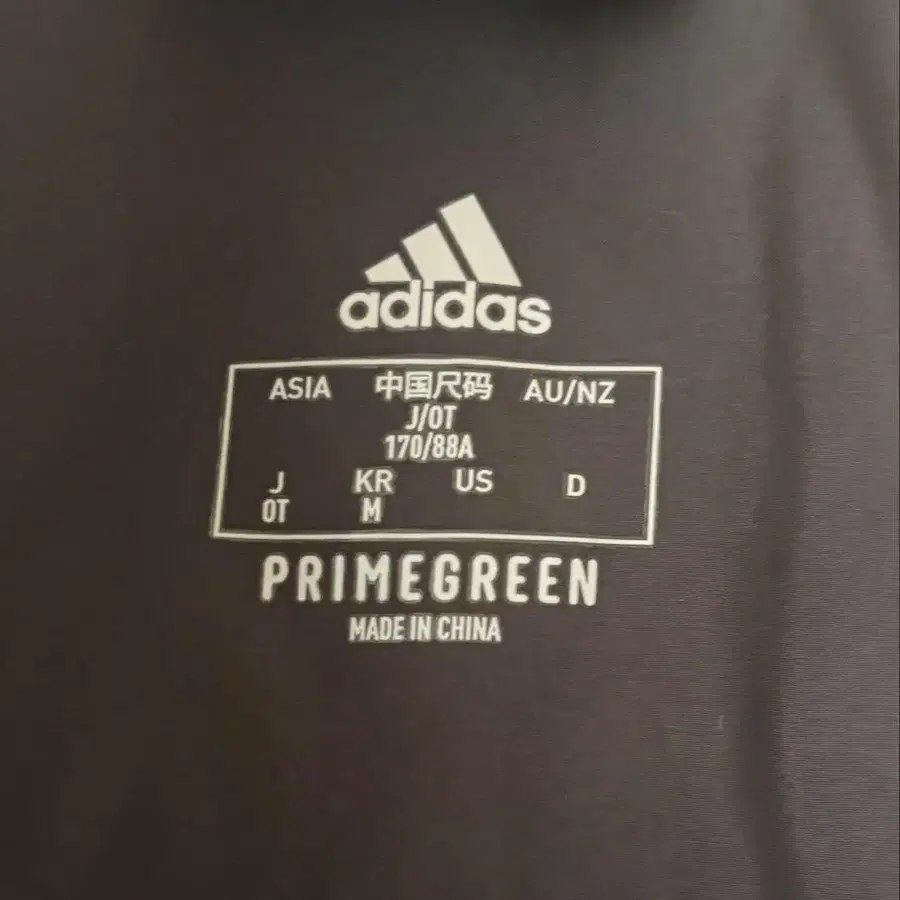 adidas
ASIA 中国尺码 AU/NZ
J/OT
170/88A
J KR US D
OT M
PRIMEGREEN
MADE IN CHINA